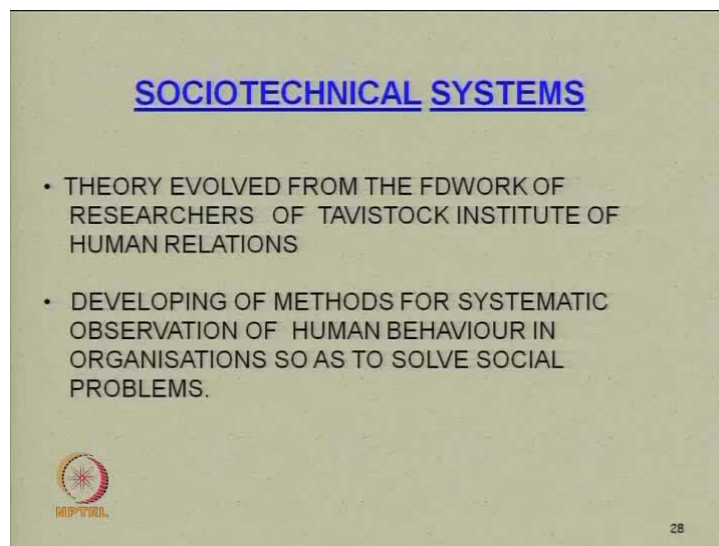 SOCIOTECHNICAL SYSTEMS
• THEORY EVOLVED FROM THE FDWORK OF
RESEARCHERS OF TAVISTOCK INSTITUTE OF
HUMAN RELATIONS
• DEVELOPING OF METHODS FOR SYSTEMATIC
OBSERVATION OF HUMAN BEHAVIOUR IN
ORGANISATIONS SO AS TO SOLVE SOCIAL
PROBLEMS.
NPTEL
28